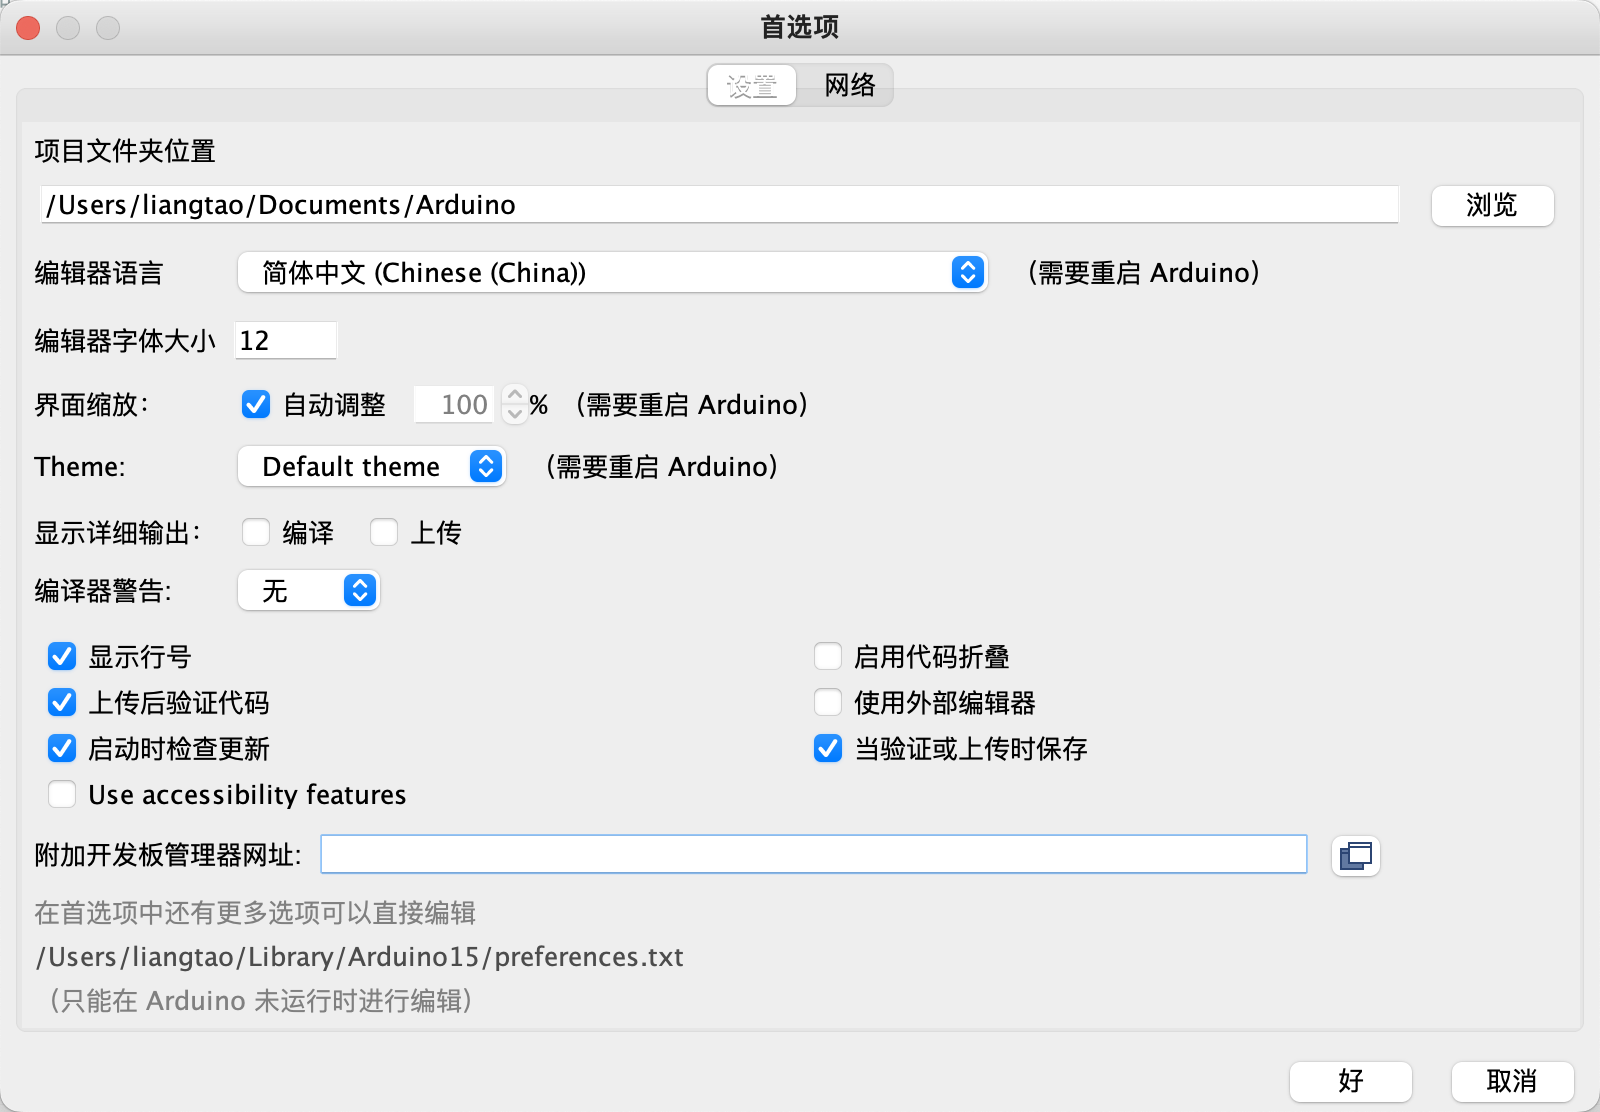 首选项
设置 网络
项目文件夹位置
/Users/liangtao/Documents/Arduino 浏览
编辑器语言 简体中文 (Chinese (China)) （需要重启 Arduino）
编辑器字体大小 12
界面缩放： 自动调整 100 % （需要重启 Arduino）
Theme: Default theme （需要重启 Arduino）
显示详细输出： 编译 上传
编译器警告: 无
显示行号 启用代码折叠
上传后验证代码 使用外部编辑器
启动时检查更新 当验证或上传时保存
Use accessibility features
附加开发板管理器网址:
在首选项中还有更多选项可以直接编辑
/Users/liangtao/Library/Arduino15/preferences.txt
（只能在 Arduino 未运行时进行编辑）
好 取消